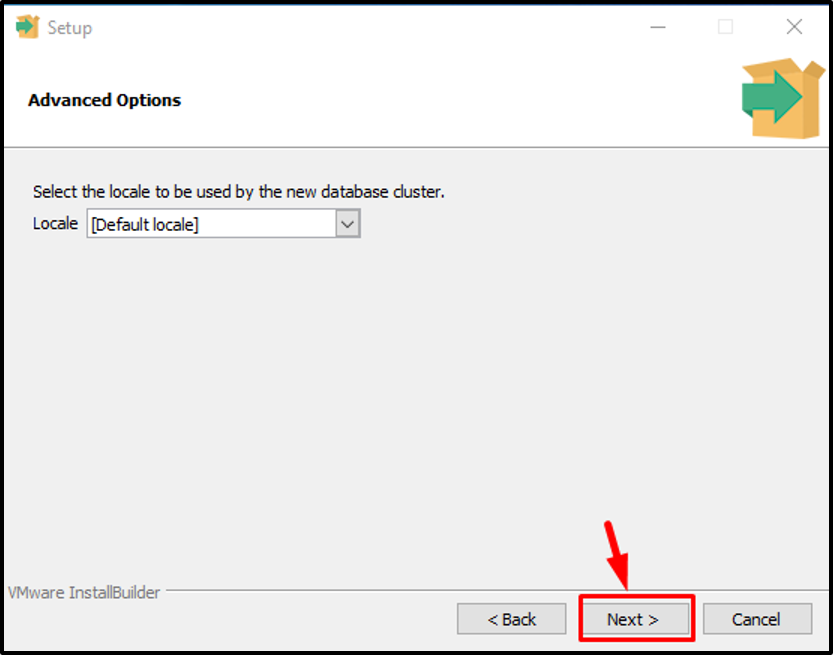 Setup
Advanced Options
Select the locale to be used by the new database cluster.
Locale [Default locale]
VMware InstallBuilder
< Back Next > Cancel